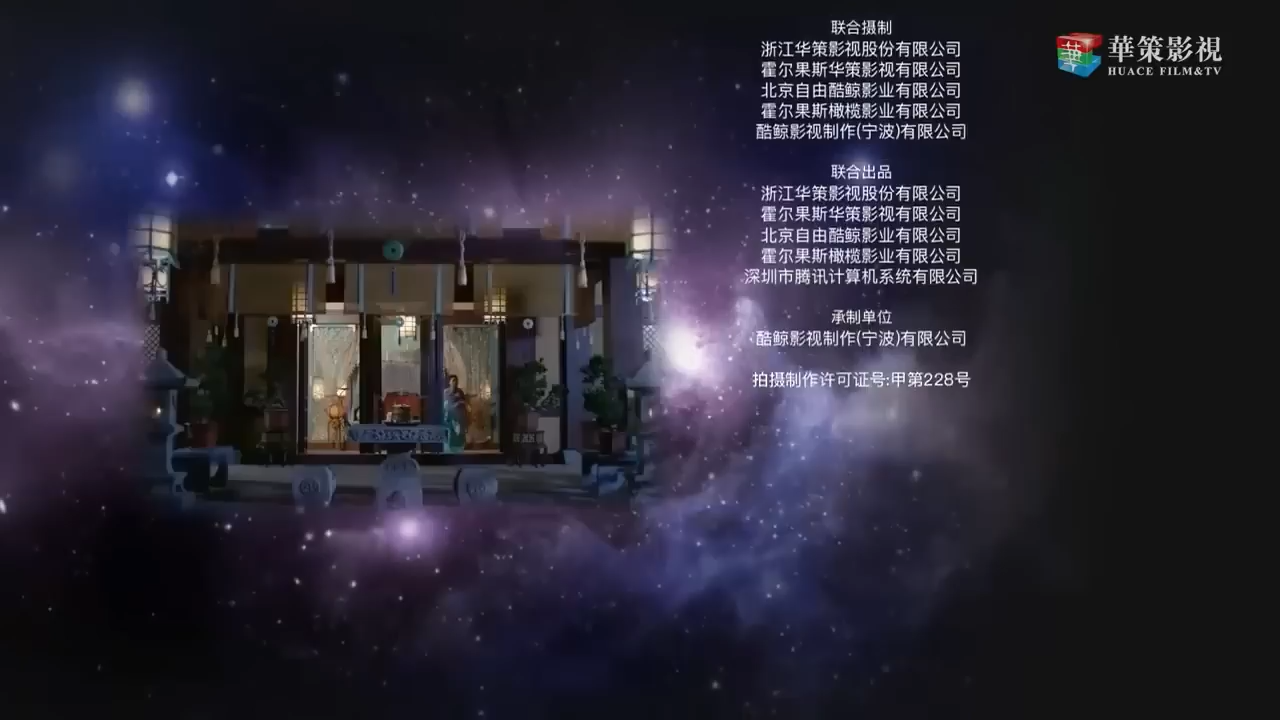 联合摄制
浙江华策影视股份有限公司
霍尔果斯华策影视有限公司
北京自由酷鲸影业有限公司
霍尔果斯橄榄影业有限公司
酷鲸影视制作(宁波)有限公司
联合出品
浙江华策影视股份有限公司
霍尔果斯华策影视有限公司
北京自由酷鲸影业有限公司
霍尔果斯橄榄影业有限公司
深圳市腾讯计算机系统有限公司
承制单位
酷鲸影视制作(宁波)有限公司
拍摄制作许可证号:甲第228号
華
華策影視
HUACE FILM&TV